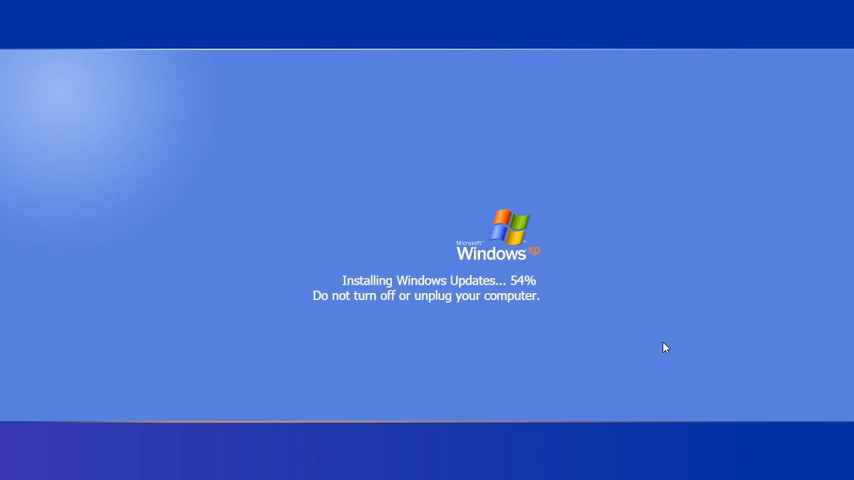 Microsoft
Windows xp
Installing Windows Updates... 54%
Do not turn off or unplug your computer.